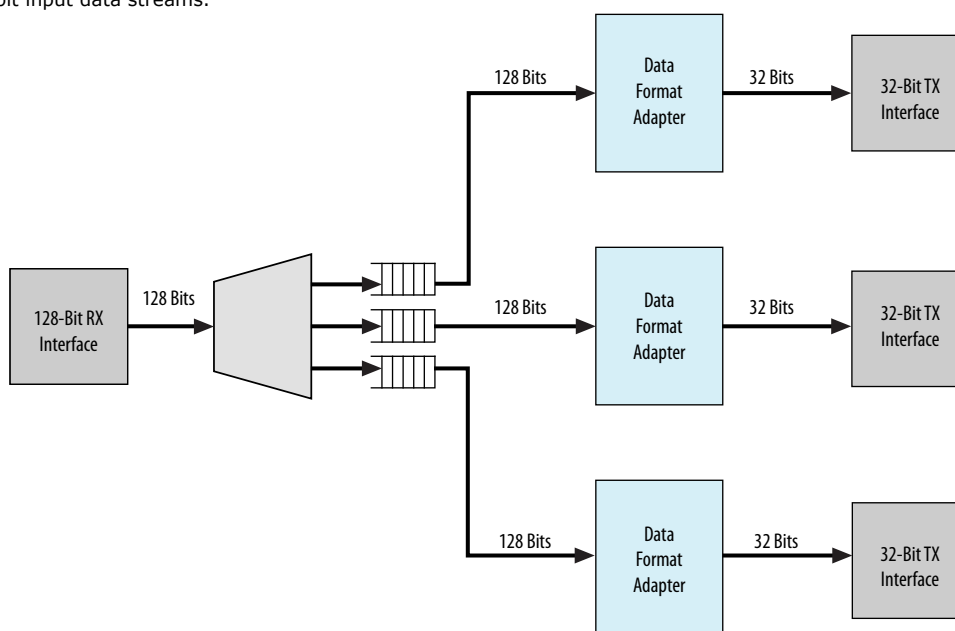 bit input data streams.
128 Bits
Data
Format
Adapter
32 Bits
32-Bit TX
Interface
128-Bit RX
Interface
128 Bits
128 Bits
Data
Format
Adapter
32 Bits
32-Bit TX
Interface
128 Bits
Data
Format
Adapter
32 Bits
32-Bit TX
Interface